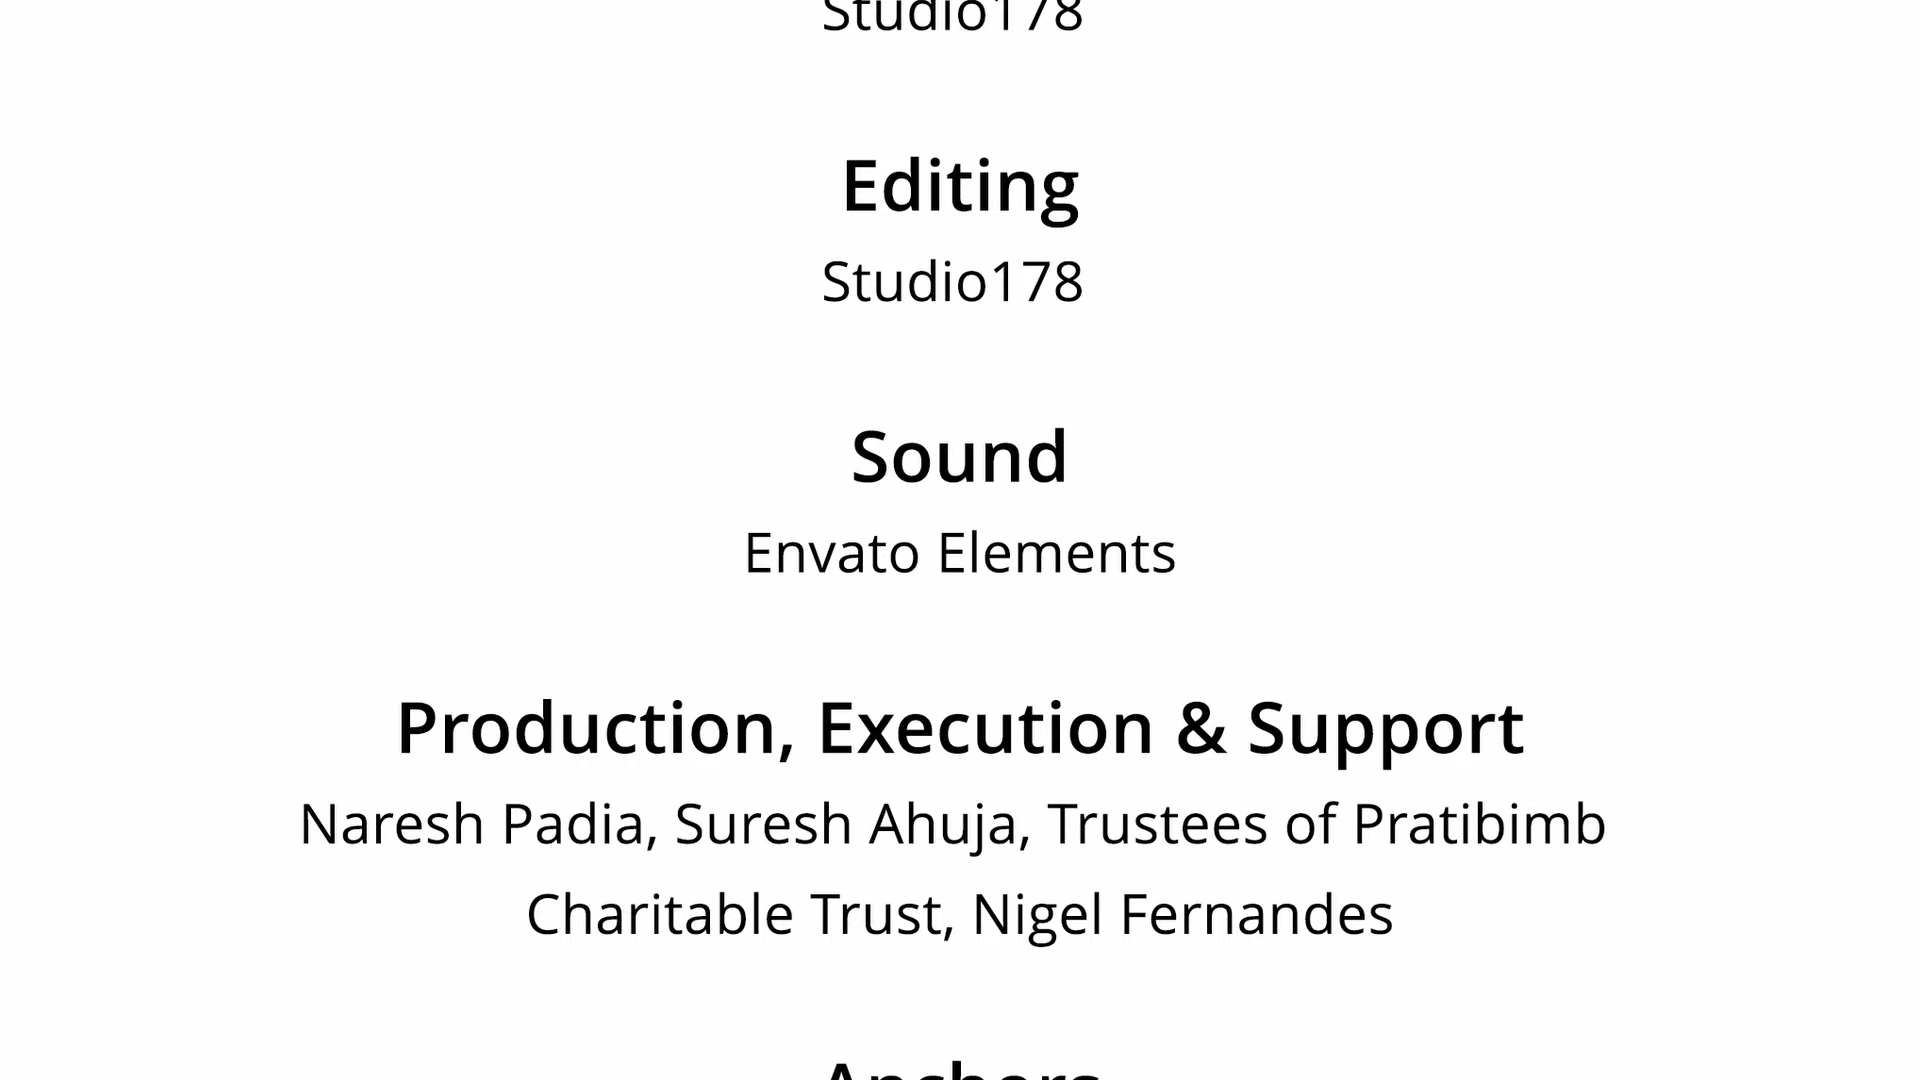 Studio178
Editing
Studio178
Sound
Envato Elements
Production, Execution & Support
Naresh Padia, Suresh Ahuja, Trustees of Pratibimb
Charitable Trust, Nigel Fernandes
Anchors